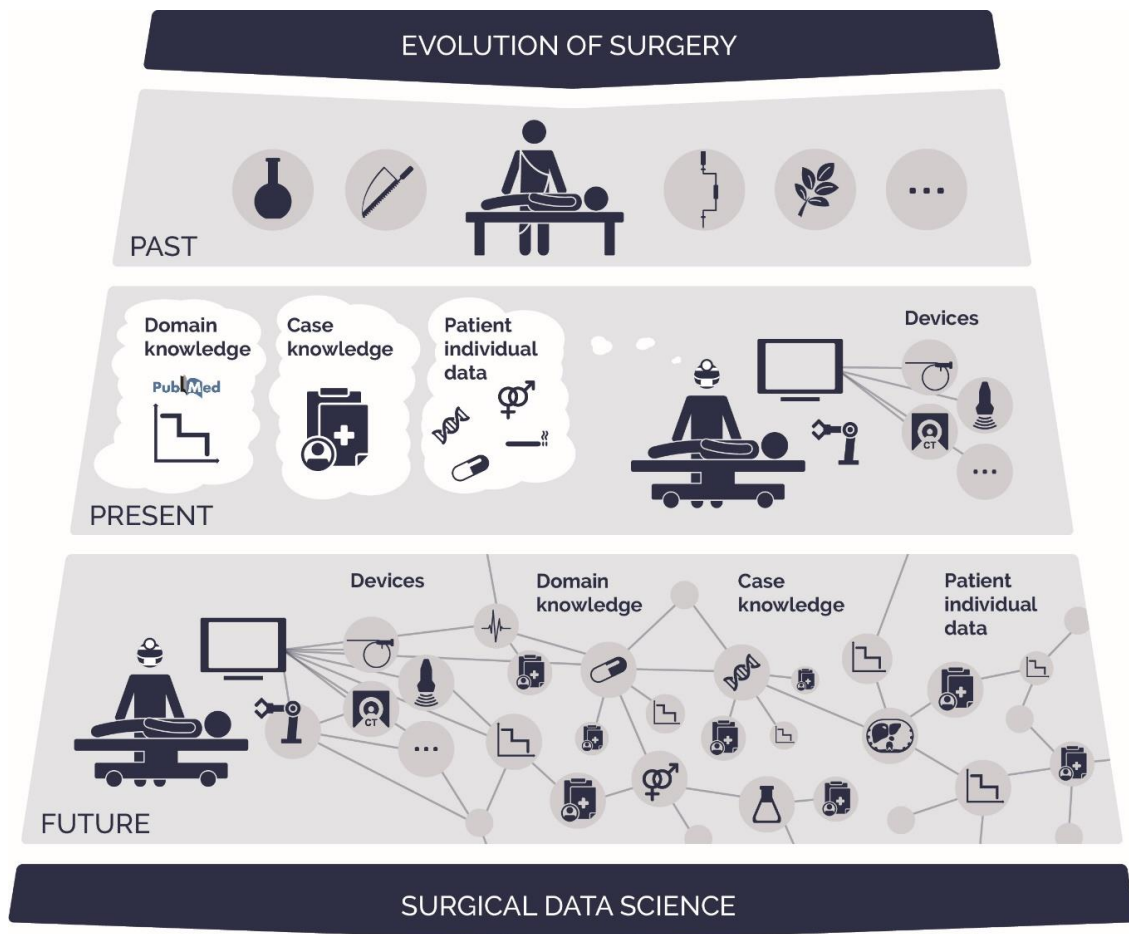 EVOLUTION OF SURGERY
...
PAST
Domain
knowledge
PubMed
Case
knowledge
Patient
individual
data
Devices
CT
...
PRESENT
Devices
Domain
knowledge
Case
knowledge
Patient
individual
data
CT
...
FUTURE
SURGICAL DATA SCIENCE